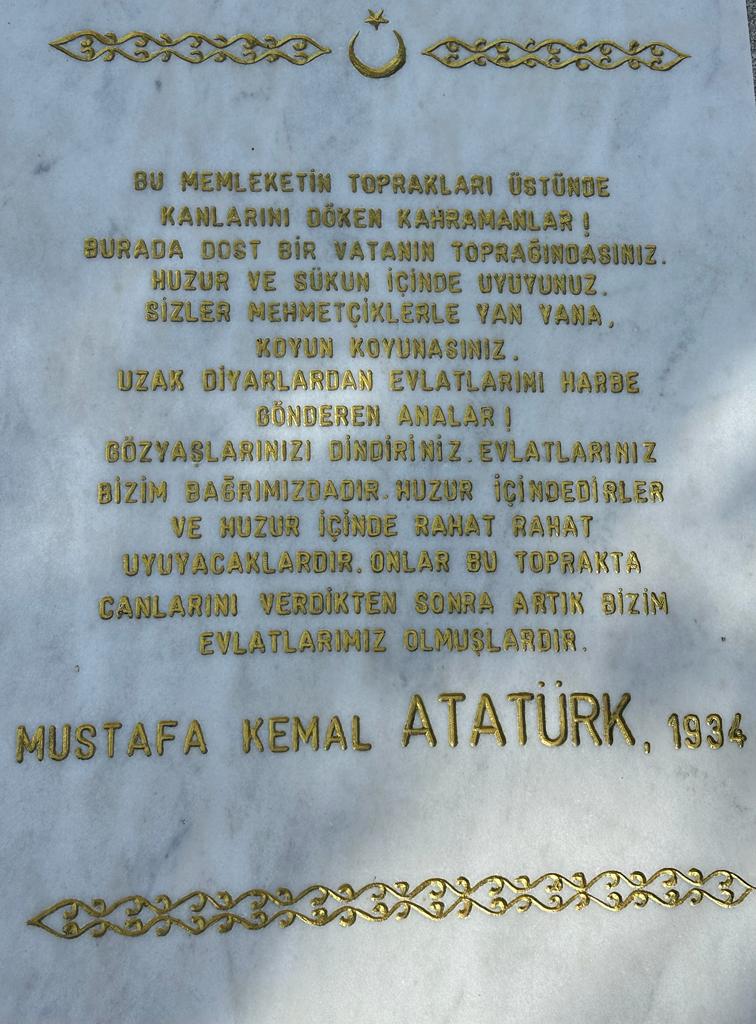 BU MEMLEKETİN TOPRAKLARI ÜSTÜNDE
KANLARINI DÖKEN KAHRAMANLAR!
BURADA DOST BİR VATANIN TOPRAĞINDASINIZ.
HUZUR VE SÜKUN İÇİNDE UYUYUNUZ.
SİZLER MEHMETÇİKLERLE YAN YANA,
KOYUN KOYUNASINIZ.
UZAK DİYARLARDAN EVLATLARINI HARBE
GÖNDEREN ANALAR!
GÖZYAŞLARINIZI DİNDİRİNİZ. EVLATLARINIZ
BİZİM BAĞRIMIZDADIR. HUZUR İÇİNDEDİRLER
VE HUZUR İÇİNDE RAHAT RAHAT
UYUYACAKLARDIR. ONLAR BU TOPRAKTA
CANLARINI VERDİKTEN SONRA ARTIK BİZİM
EVLATLARIMIZ OLMUŞLARDIR.
MUSTAFA KEMAL ATATÜRK, 1934